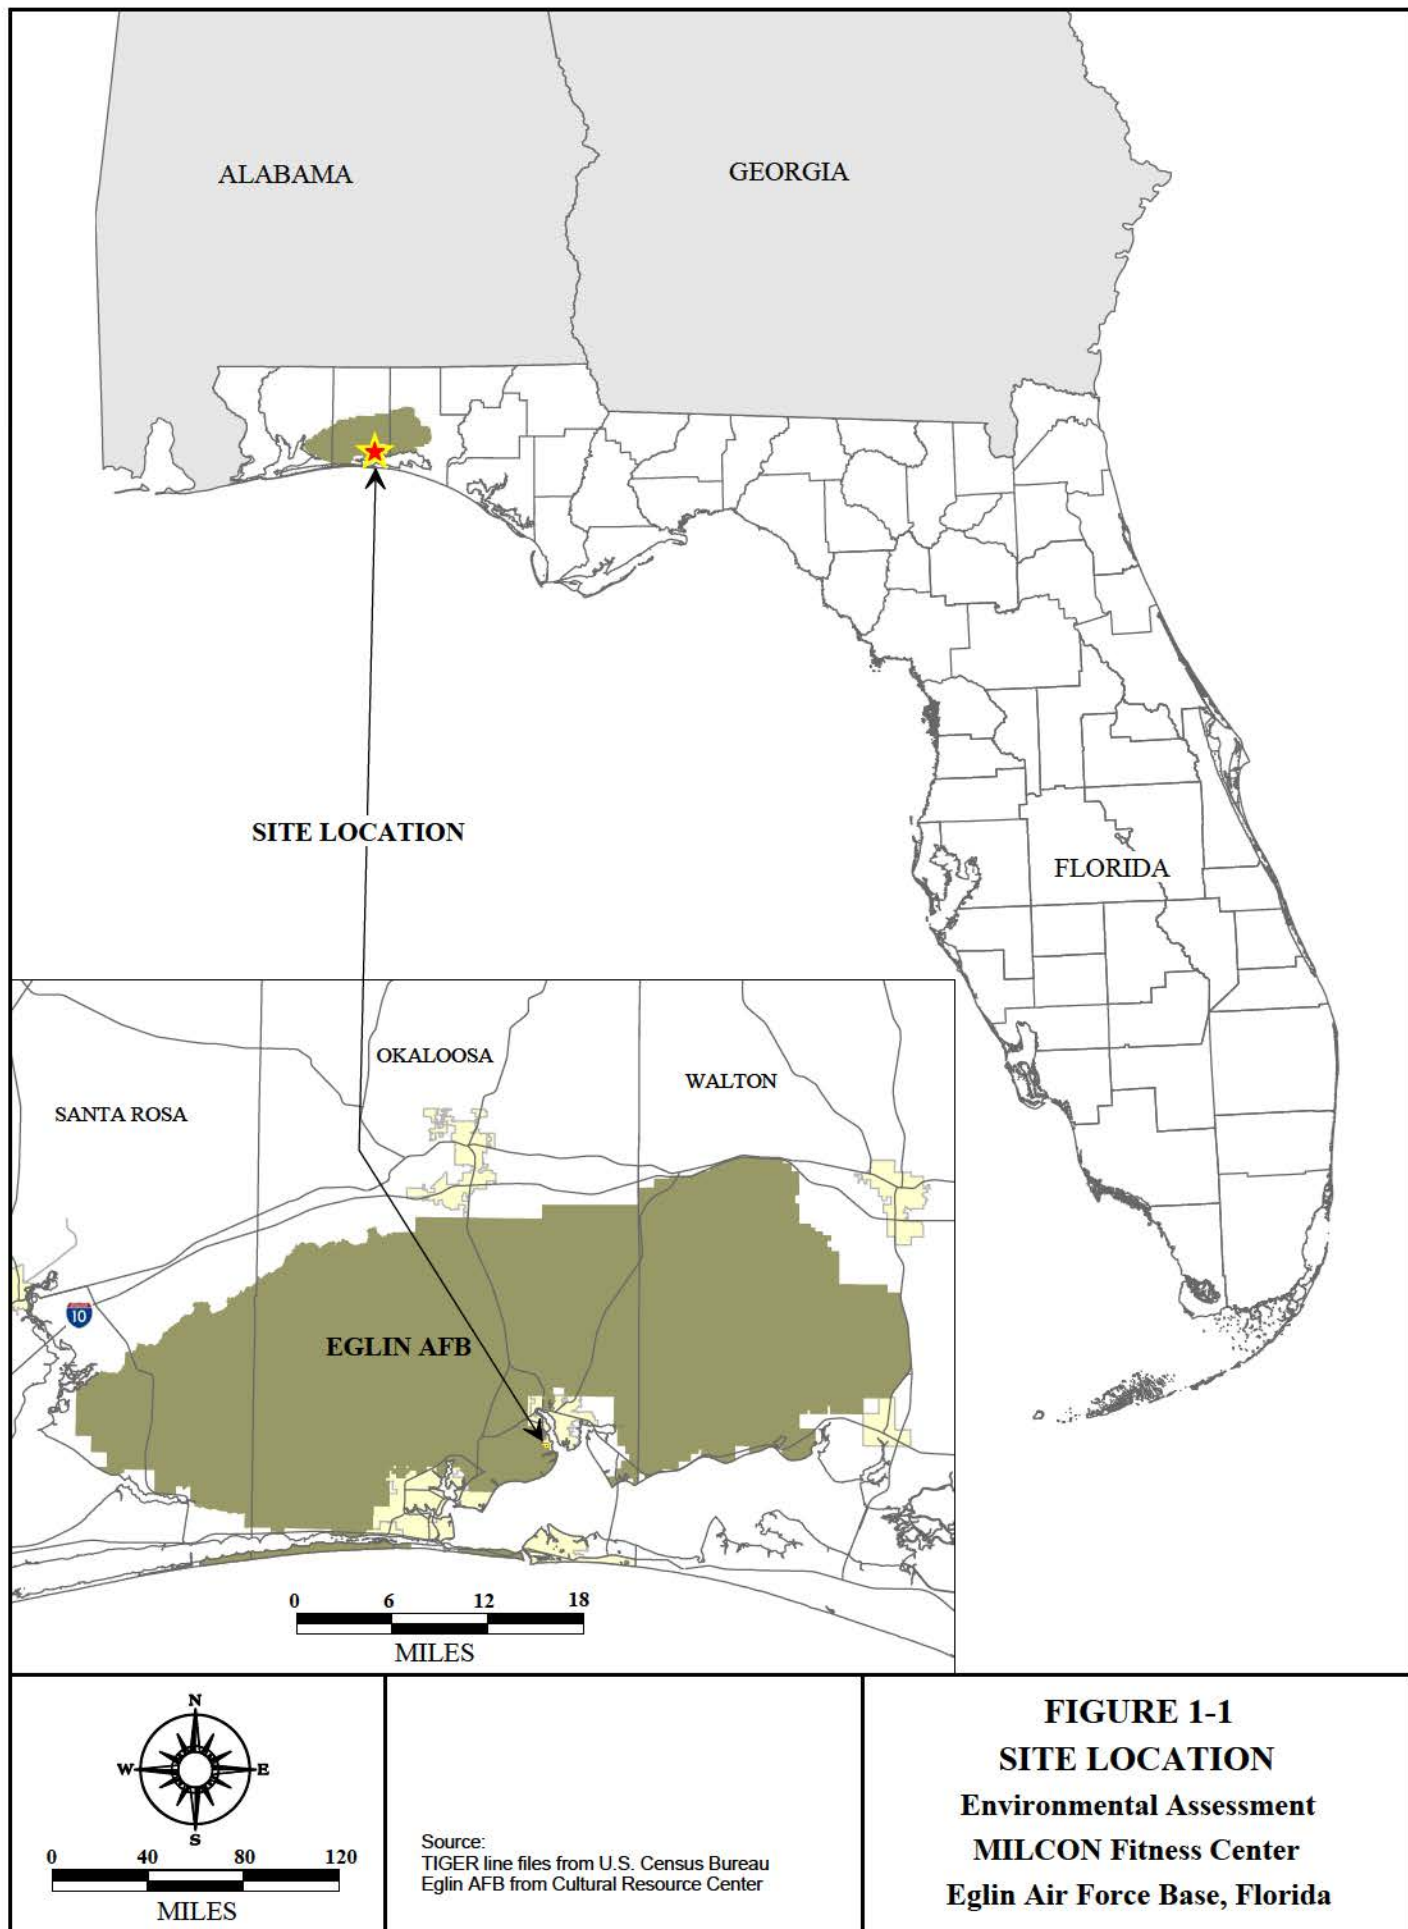 ALABAMA
GEORGIA
SITE LOCATION
FLORIDA
OKALOOSA
WALTON
SANTA ROSA
10
EGLIN AFB
0 6 12 18
MILES
N
W E
S
0 40 80 120
MILES
Source:
TIGER line files from U.S. Census Bureau
Eglin AFB from Cultural Resource Center
FIGURE 1-1
SITE LOCATION
Environmental Assessment
MILCON Fitness Center
Eglin Air Force Base, Florida